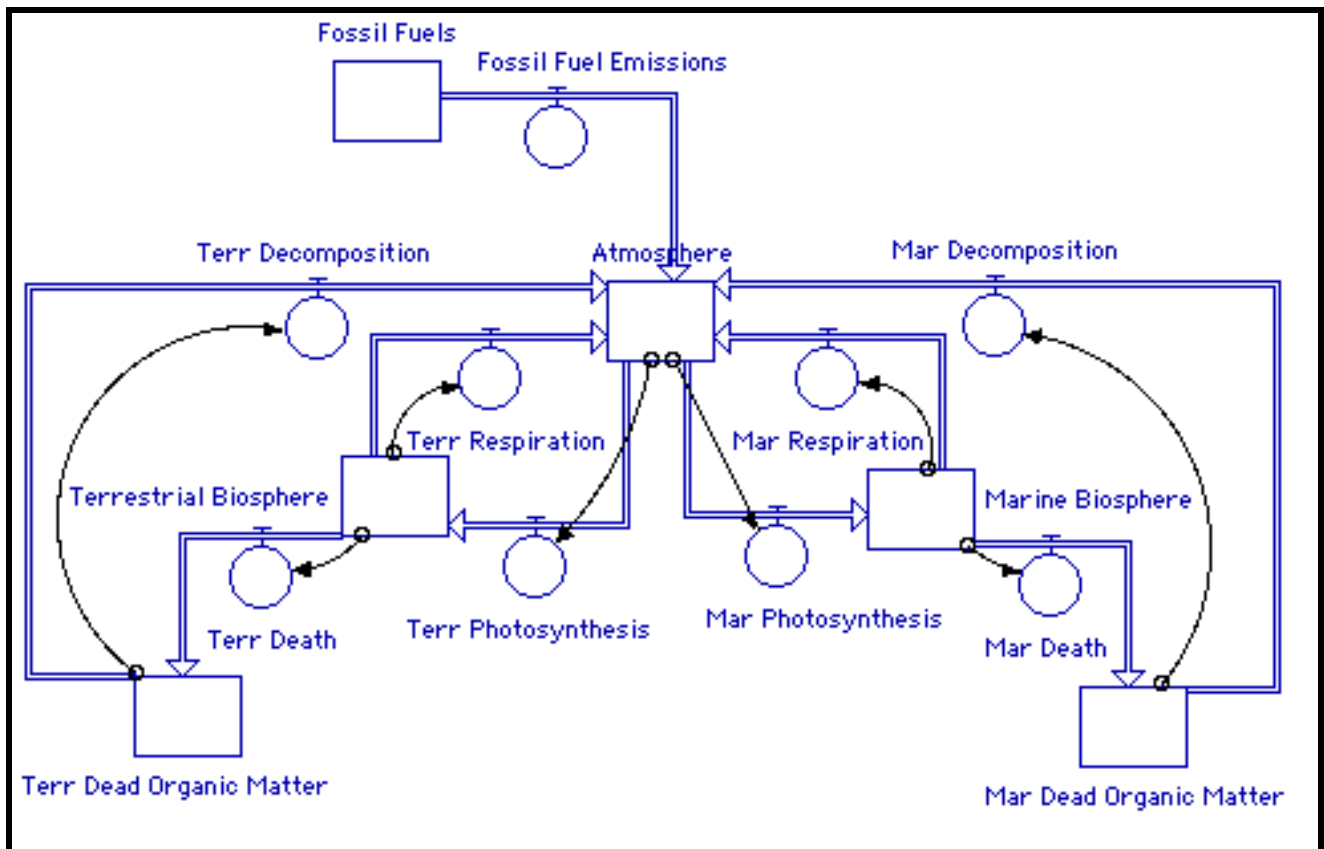 Fossil Fuels
Fossil Fuel Emissions
Terr Decomposition
Atmosphere
Mar Decomposition
Terr Respiration
Mar Respiration
Terrestrial Biosphere
Marine Biosphere
Terr Death
Terr Photosynthesis
Mar Photosynthesis
Mar Death
Terr Dead Organic Matter
Mar Dead Organic Matter